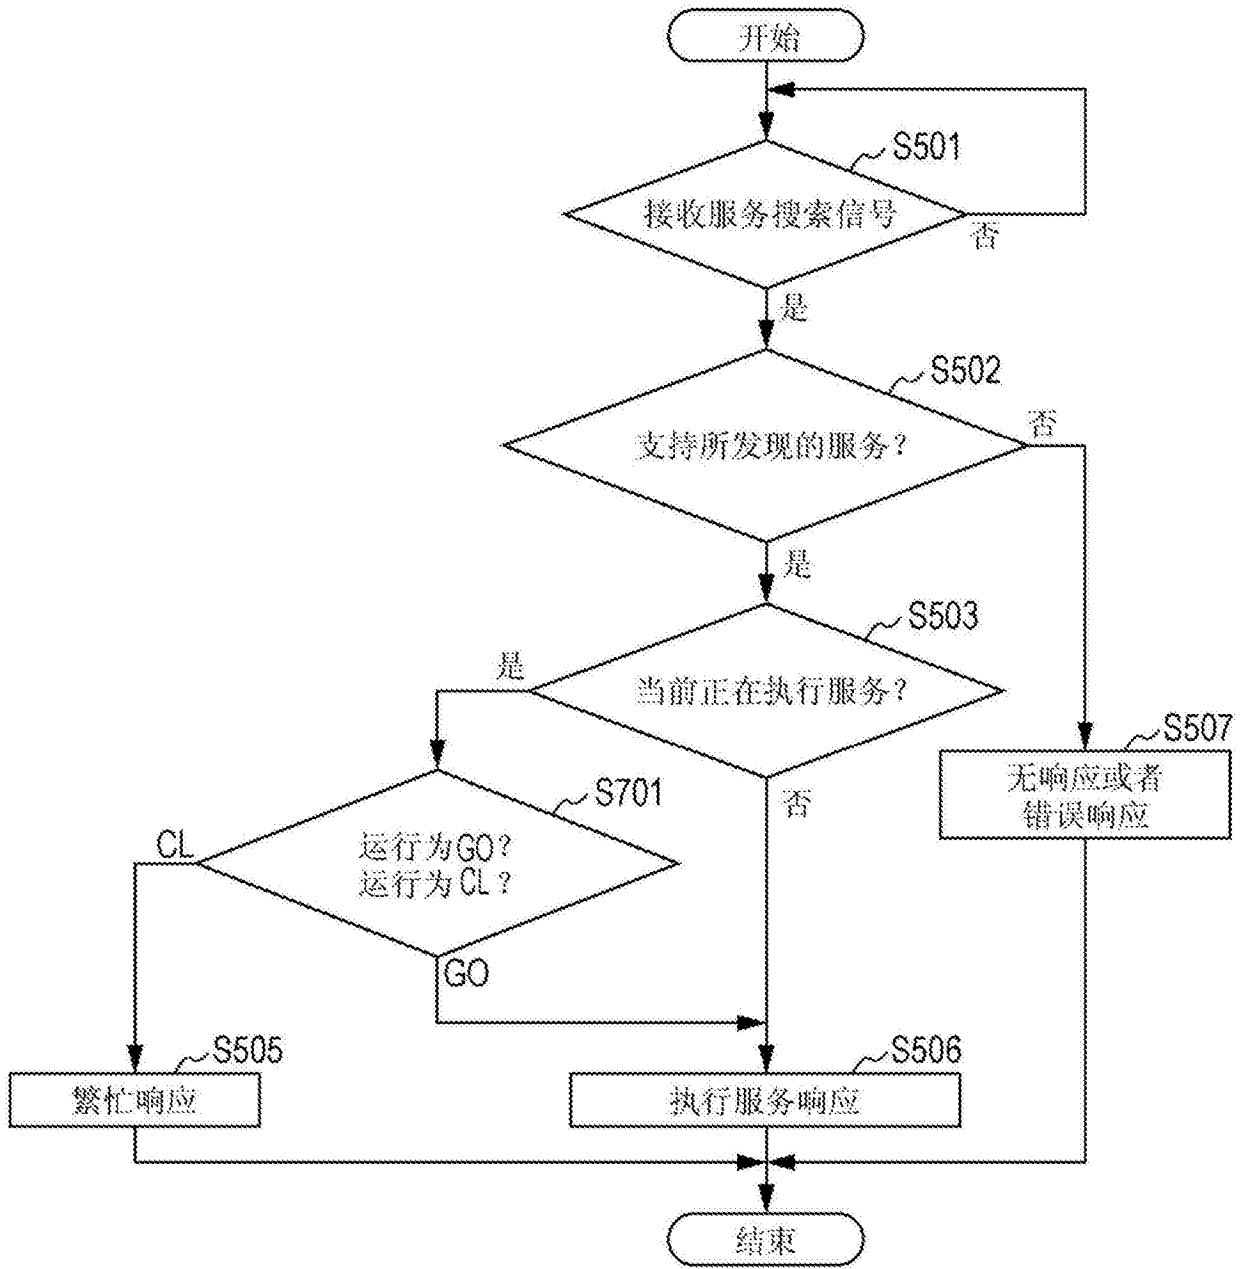 开始
S501
接收服务搜索信号
否
是
S502
支持所发现的服务?
否
是
S503
当前正在执行服务?
是
否
S507
无响应或者
错误响应
S701
运行为GO?
运行为CL?
CL
GO
S505
繁忙响应
S506
执行服务响应
结束